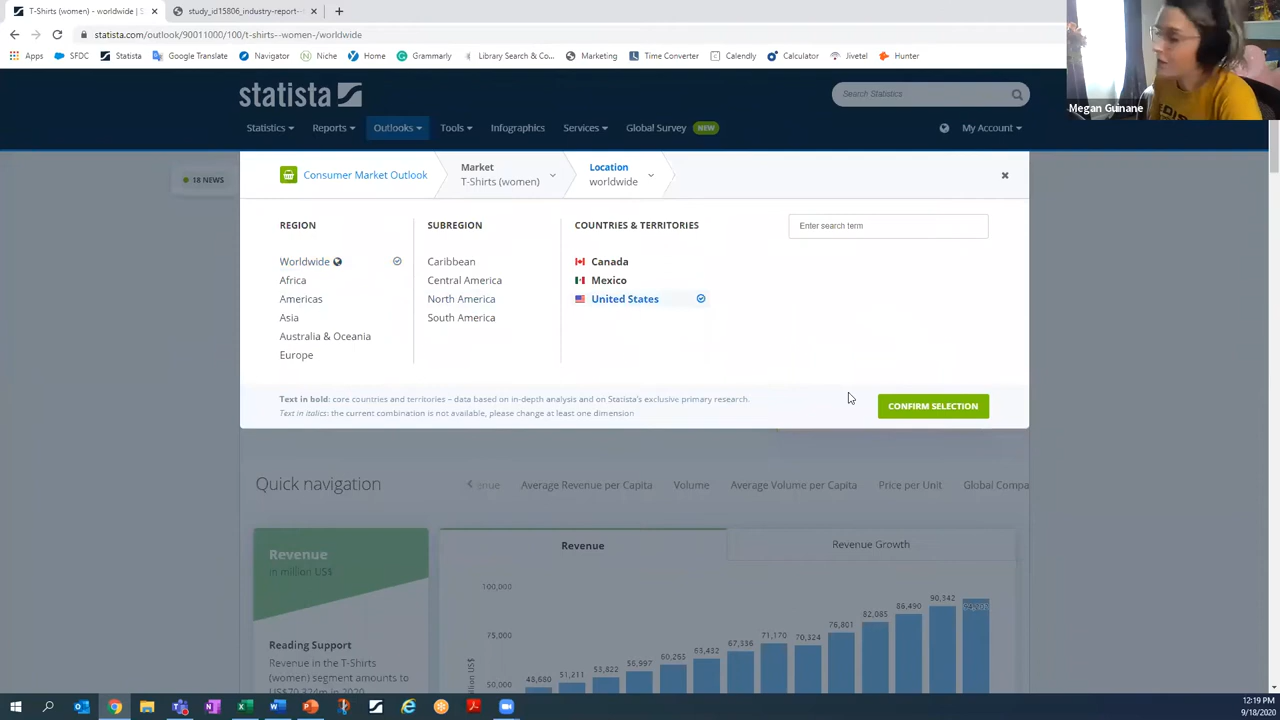 T-Shirts (women) - worldwide | S
study_id15806_industry-report-
statista.com/outlook/90011000/100/t-shirts--women-/worldwide
Apps
SFDC
Statista
Google Translate
Navigator
Niche
Home
Grammarly
Library Search & Co...
Marketing
Time Converter
Calendly
Calculator
Jivetel
Hunter
Megan Guinane
statista
Search Statistics
Statistics
Reports
Outlooks
Tools
Infographics
Services
Global Survey
NEW
My Account
18 NEWS
Consumer Market Outlook
Market
T-Shirts (women)
Location
worldwide
REGION
SUBREGION
COUNTRIES & TERRITORIES
Enter search term
Worldwide
Africa
Americas
Asia
Australia & Oceania
Europe
Caribbean
Central America
North America
South America
Canada
Mexico
United States
Text in bold: core countries and territories – data based on in-depth analysis and on Statista's exclusive primary research.
Text in italics: the current combination is not available, please change at least one dimension
CONFIRM SELECTION
Quick navigation
enue
Average Revenue per Capita
Volume
Average Volume per Capita
Price per Unit
Global Compa
Revenue
in million US$
Reading Support
Revenue in the T-Shirts
(women) segment amounts to
Revenue
Revenue Growth
100,000
75,000
50,000
48,680
51,211
53,822
56,997
60,265
63,432
67,336
71,170
70,324
76,801
82,085
86,490
90,342
12:19 PM
9/18/2020